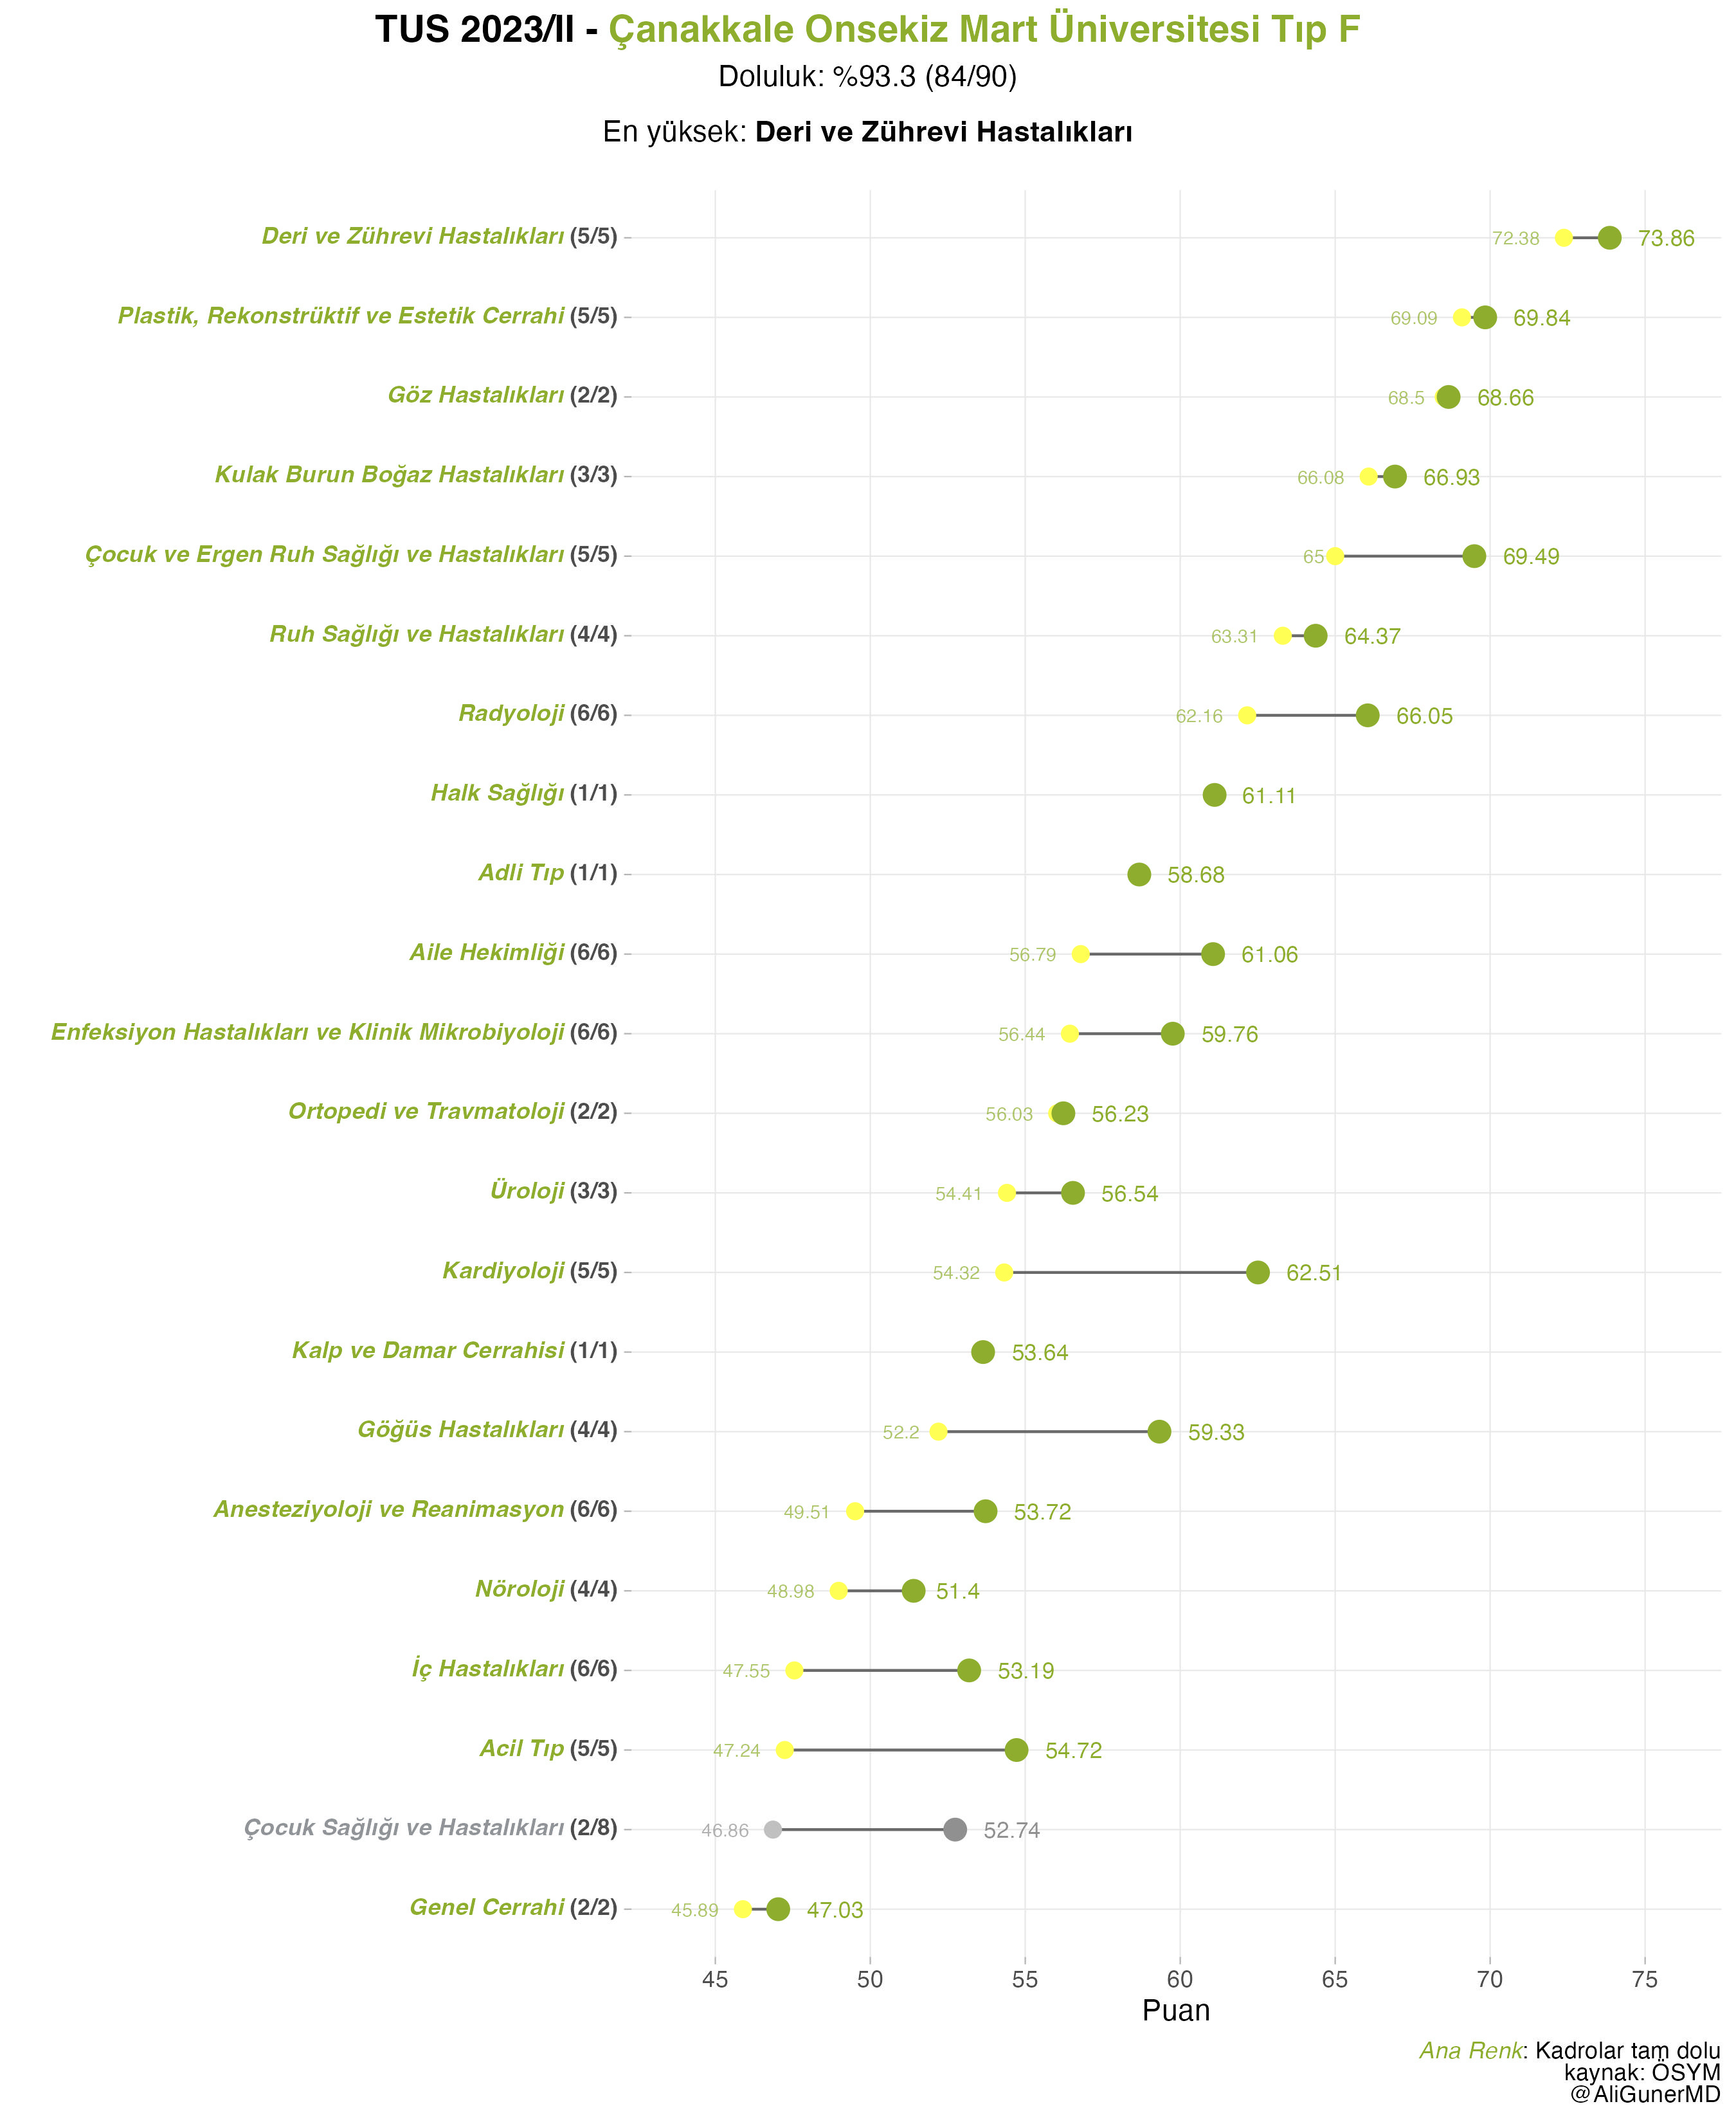 TUS 2023/II - Çanakkale Onsekiz Mart Üniversitesi Tıp F
Doluluk: %93.3 (84/90)
En yüksek: Deri ve Zührevi Hastalıkları
Deri ve Zührevi Hastalıkları (5/5) 72.38 73.86
Plastik, Rekonstrüktif ve Estetik Cerrahi (5/5) 69.09 69.84
Göz Hastalıkları (2/2) 68.5 68.66
Kulak Burun Boğaz Hastalıkları (3/3) 66.08 66.93
Çocuk ve Ergen Ruh Sağlığı ve Hastalıkları (5/5) 65 69.49
Ruh Sağlığı ve Hastalıkları (4/4) 63.31 64.37
Radyoloji (6/6) 62.16 66.05
Halk Sağlığı (1/1) 61.11
Adli Tıp (1/1) 58.68
Aile Hekimliği (6/6) 56.79 61.06
Enfeksiyon Hastalıkları ve Klinik Mikrobiyoloji (6/6) 56.44 59.76
Ortopedi ve Travmatoloji (2/2) 56.03 56.23
Üroloji (3/3) 54.41 56.54
Kardiyoloji (5/5) 54.32 62.51
Kalp ve Damar Cerrahisi (1/1) 53.64
Göğüs Hastalıkları (4/4) 52.2 59.33
Anesteziyoloji ve Reanimasyon (6/6) 49.51 53.72
Nöroloji (4/4) 48.98 51.4
İç Hastalıkları (6/6) 47.55 53.19
Acil Tıp (5/5) 47.24 54.72
Çocuk Sağlığı ve Hastalıkları (2/8) 46.86 52.74
Genel Cerrahi (2/2) 45.89 47.03
45 50 55 60 65 70 75
Puan
Ana Renk: Kadrolar tam dolu
kaynak: ÖSYM
@AliGunerMD